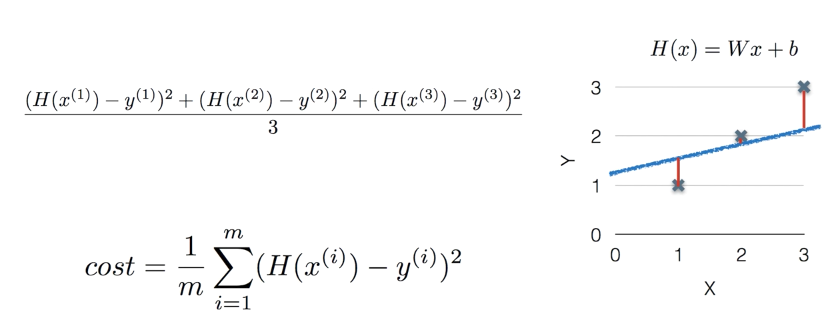 H(x) = Wx + b
(H(x^(1)) − y^(1))^2 + (H(x^(2)) − y^(2))^2 + (H(x^(3)) − y^(3))^2
3
cost = 1/m ∑_{i=1}^{m} (H(x^(i)) − y^(i))^2
3
2
1
0
Y
0 1 2 3
X